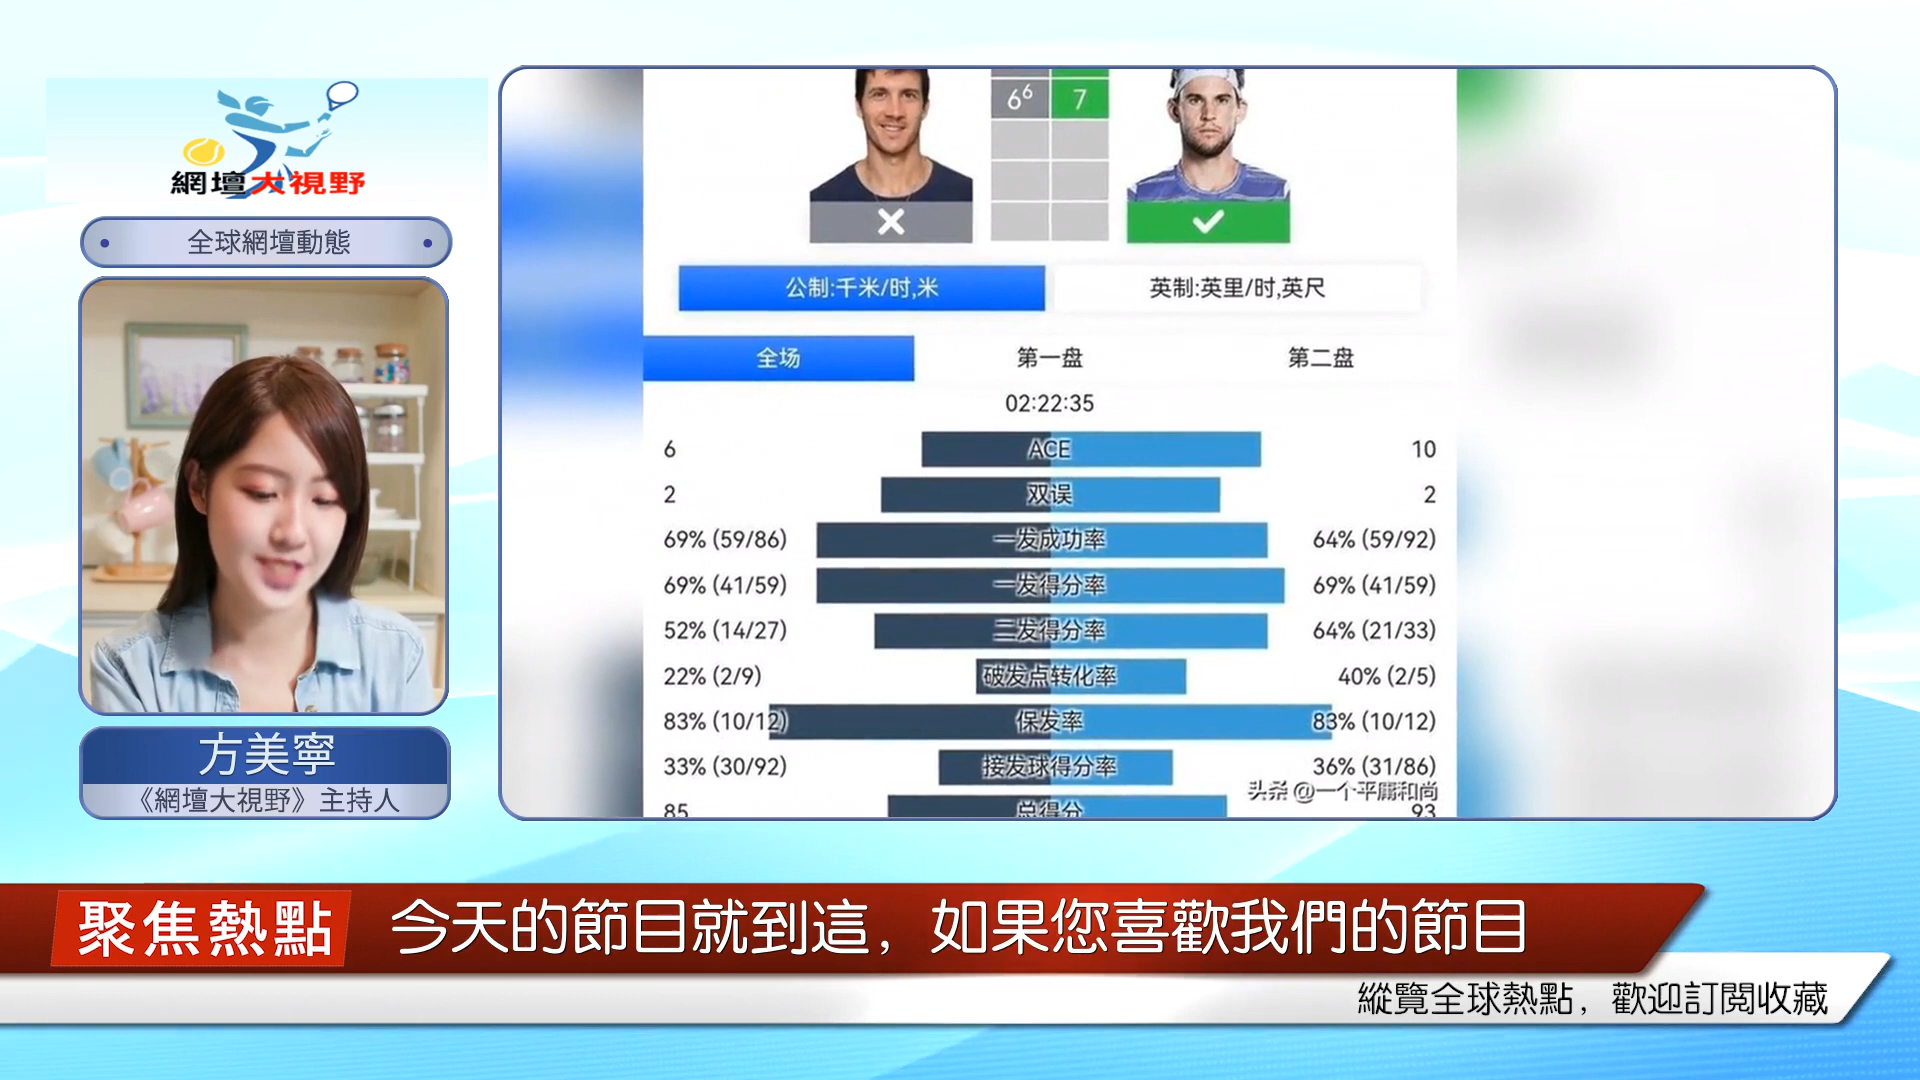 網壇大視野
全球網壇動態
方美寧
《網壇大視野》主持人
6⁶ 7
公制:千米/时,米 英制:英里/时,英尺
全场 第一盘 第二盘
02:22:35
6 ACE 10
2 双误 2
69% (59/86) 一发成功率 64% (59/92)
69% (41/59) 一发得分率 69% (41/59)
52% (14/27) 二发得分率 64% (21/33)
22% (2/9) 破发点转化率 40% (2/5)
83% (10/12) 保发率 83% (10/12)
33% (30/92) 接发球得分率 36% (31/86)
头条 @一个平庸和尚
85 总得分 93
聚焦熱點 今天的節目就到這，如果您喜歡我們的節目
縱覽全球熱點，歡迎訂閲收藏